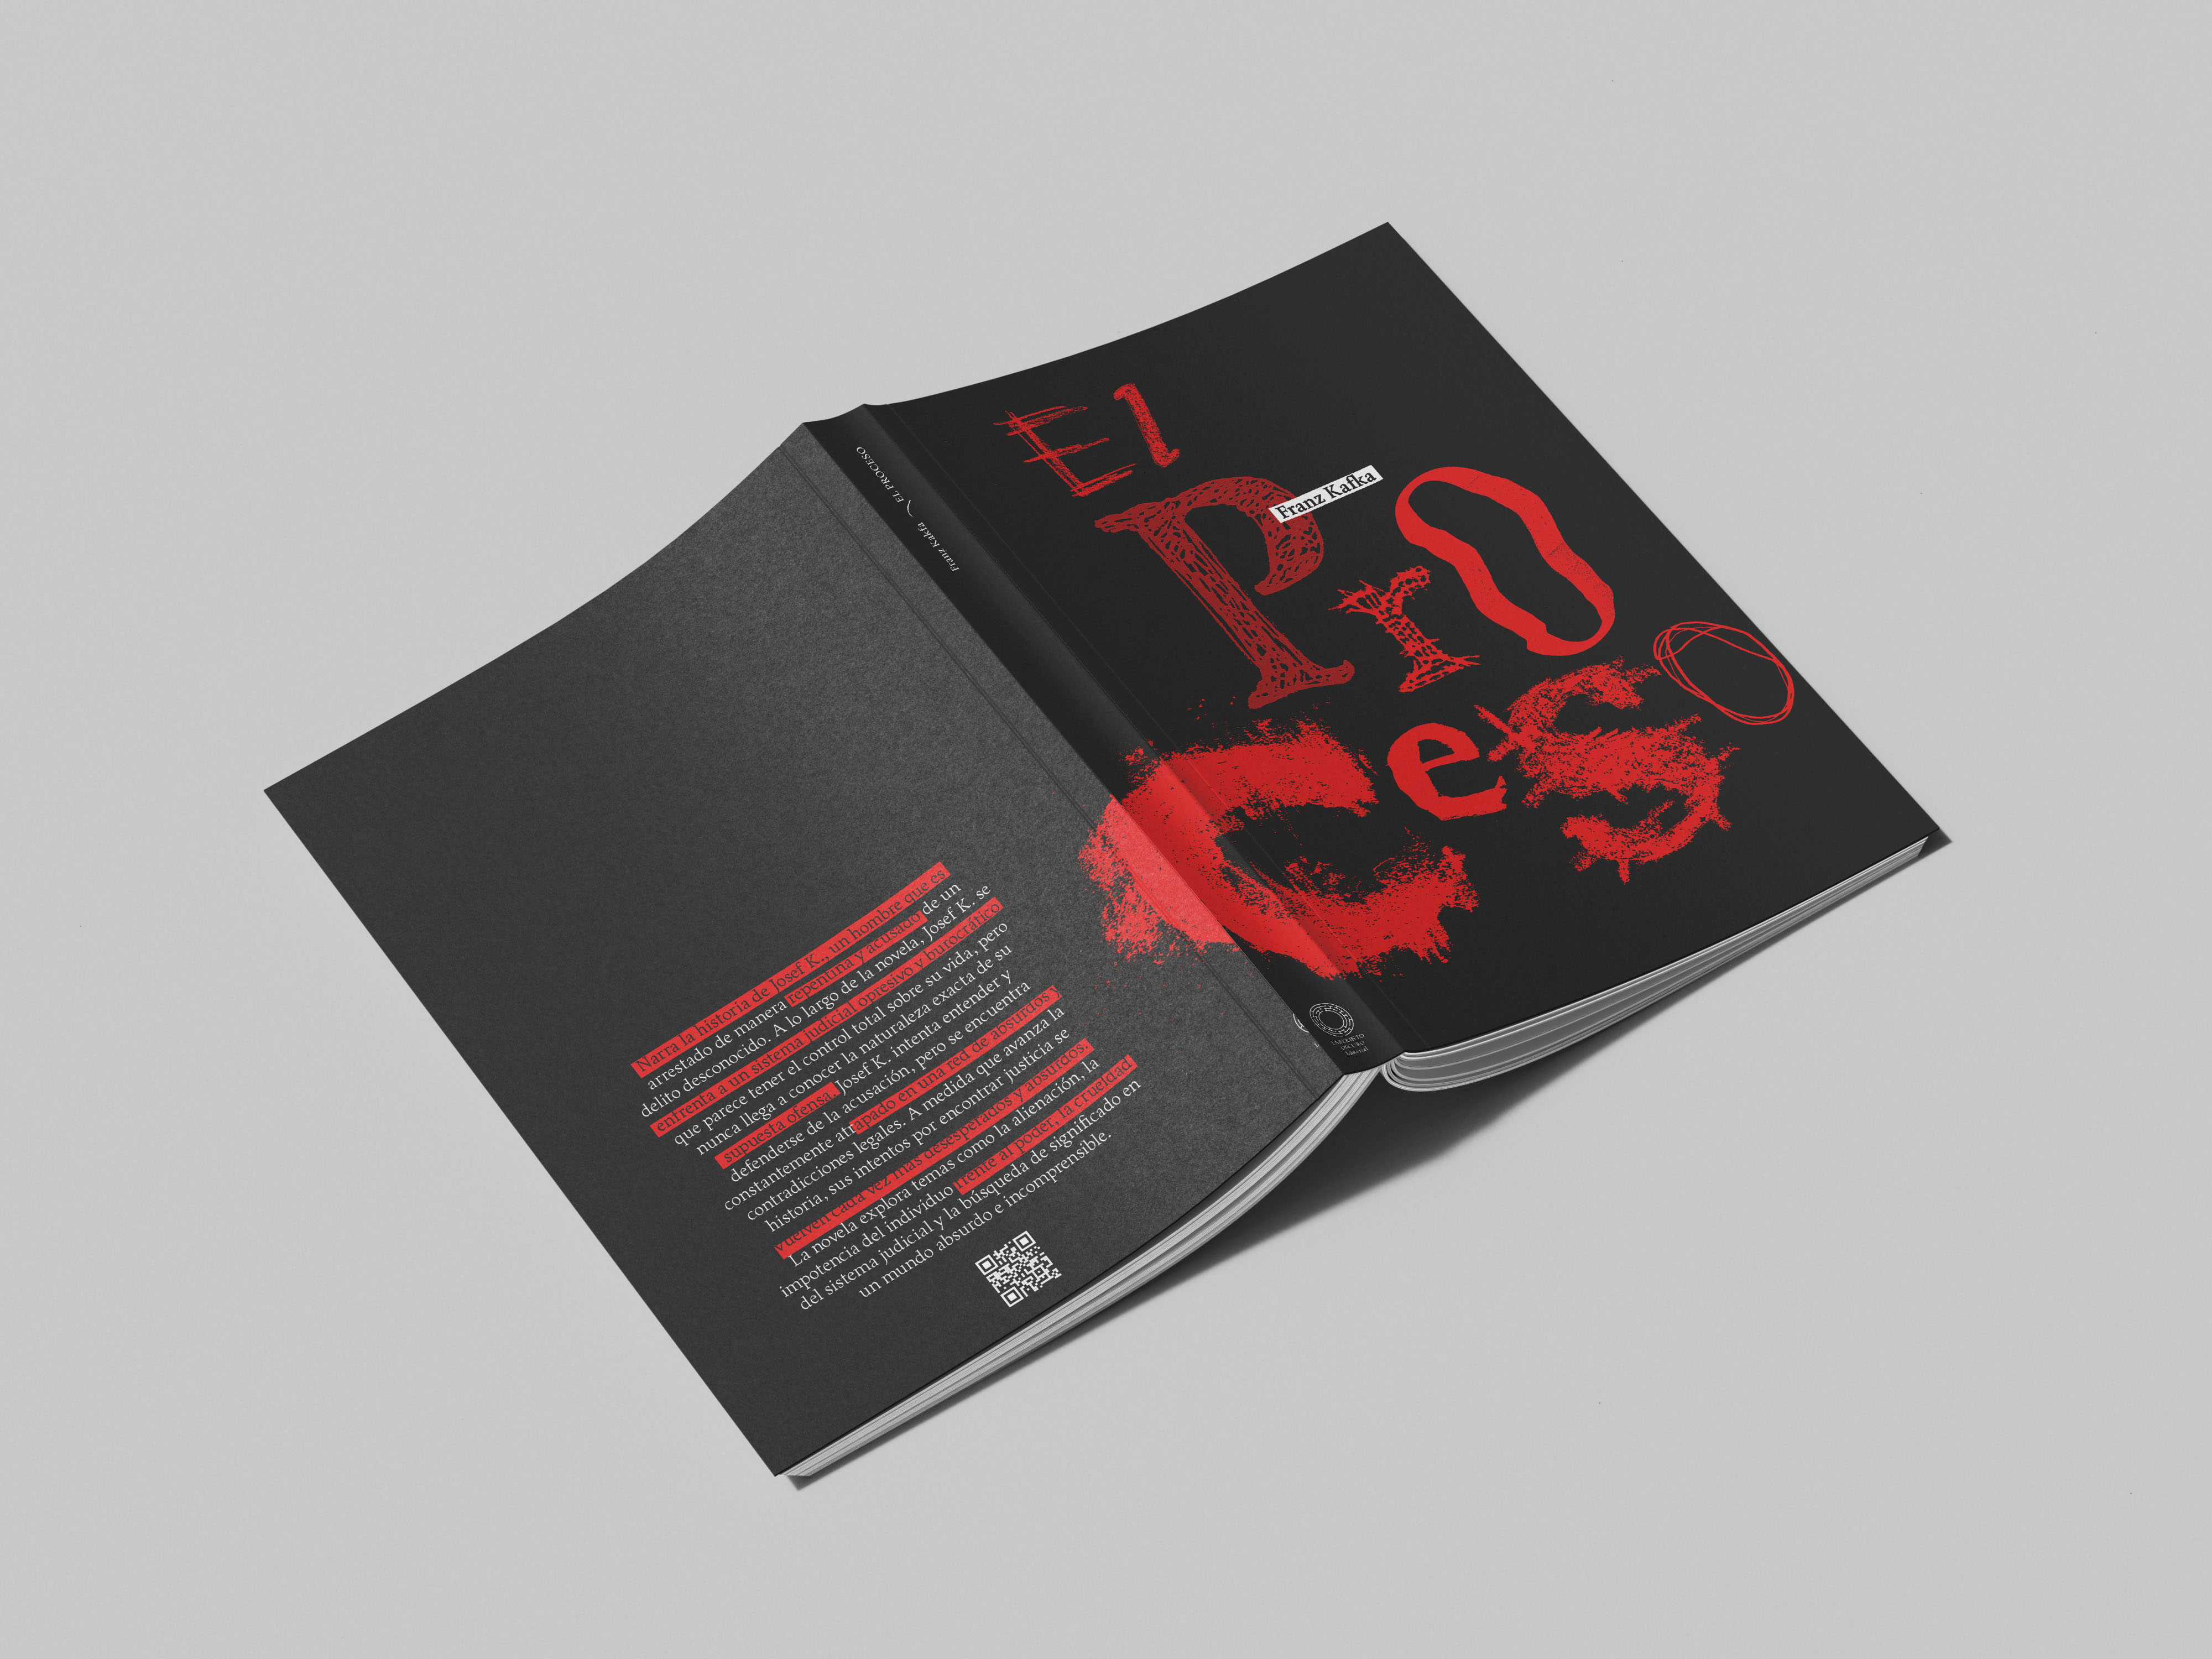 El
Franz Kafka
Pro
Ceso
Franz Kakfa
EL PROCESO
LABERINTO
OSCURO
Editorial
Narra la historia de Josef K., un hombre que es
arrestado de manera repentina y acusado de un
delito desconocido. A lo largo de la novela, Josef K. se
enfrenta a un sistema judicial opresivo y burocrático
que parece tener el control total sobre su vida, pero
nunca llega a conocer la naturaleza exacta de su
supuesta ofensa. Josef K. intenta entender y
defenderse de la acusación, pero se encuentra
constantemente atrapado en una red de absurdos y
contradicciones legales. A medida que avanza la
historia, sus intentos por encontrar justicia se
vuelven cada vez más desesperados y absurdos.
La novela explora temas como la alienación, la
impotencia del individuo frente al poder, la crueldad
del sistema judicial y la búsqueda de significado en
un mundo absurdo e incomprensible.